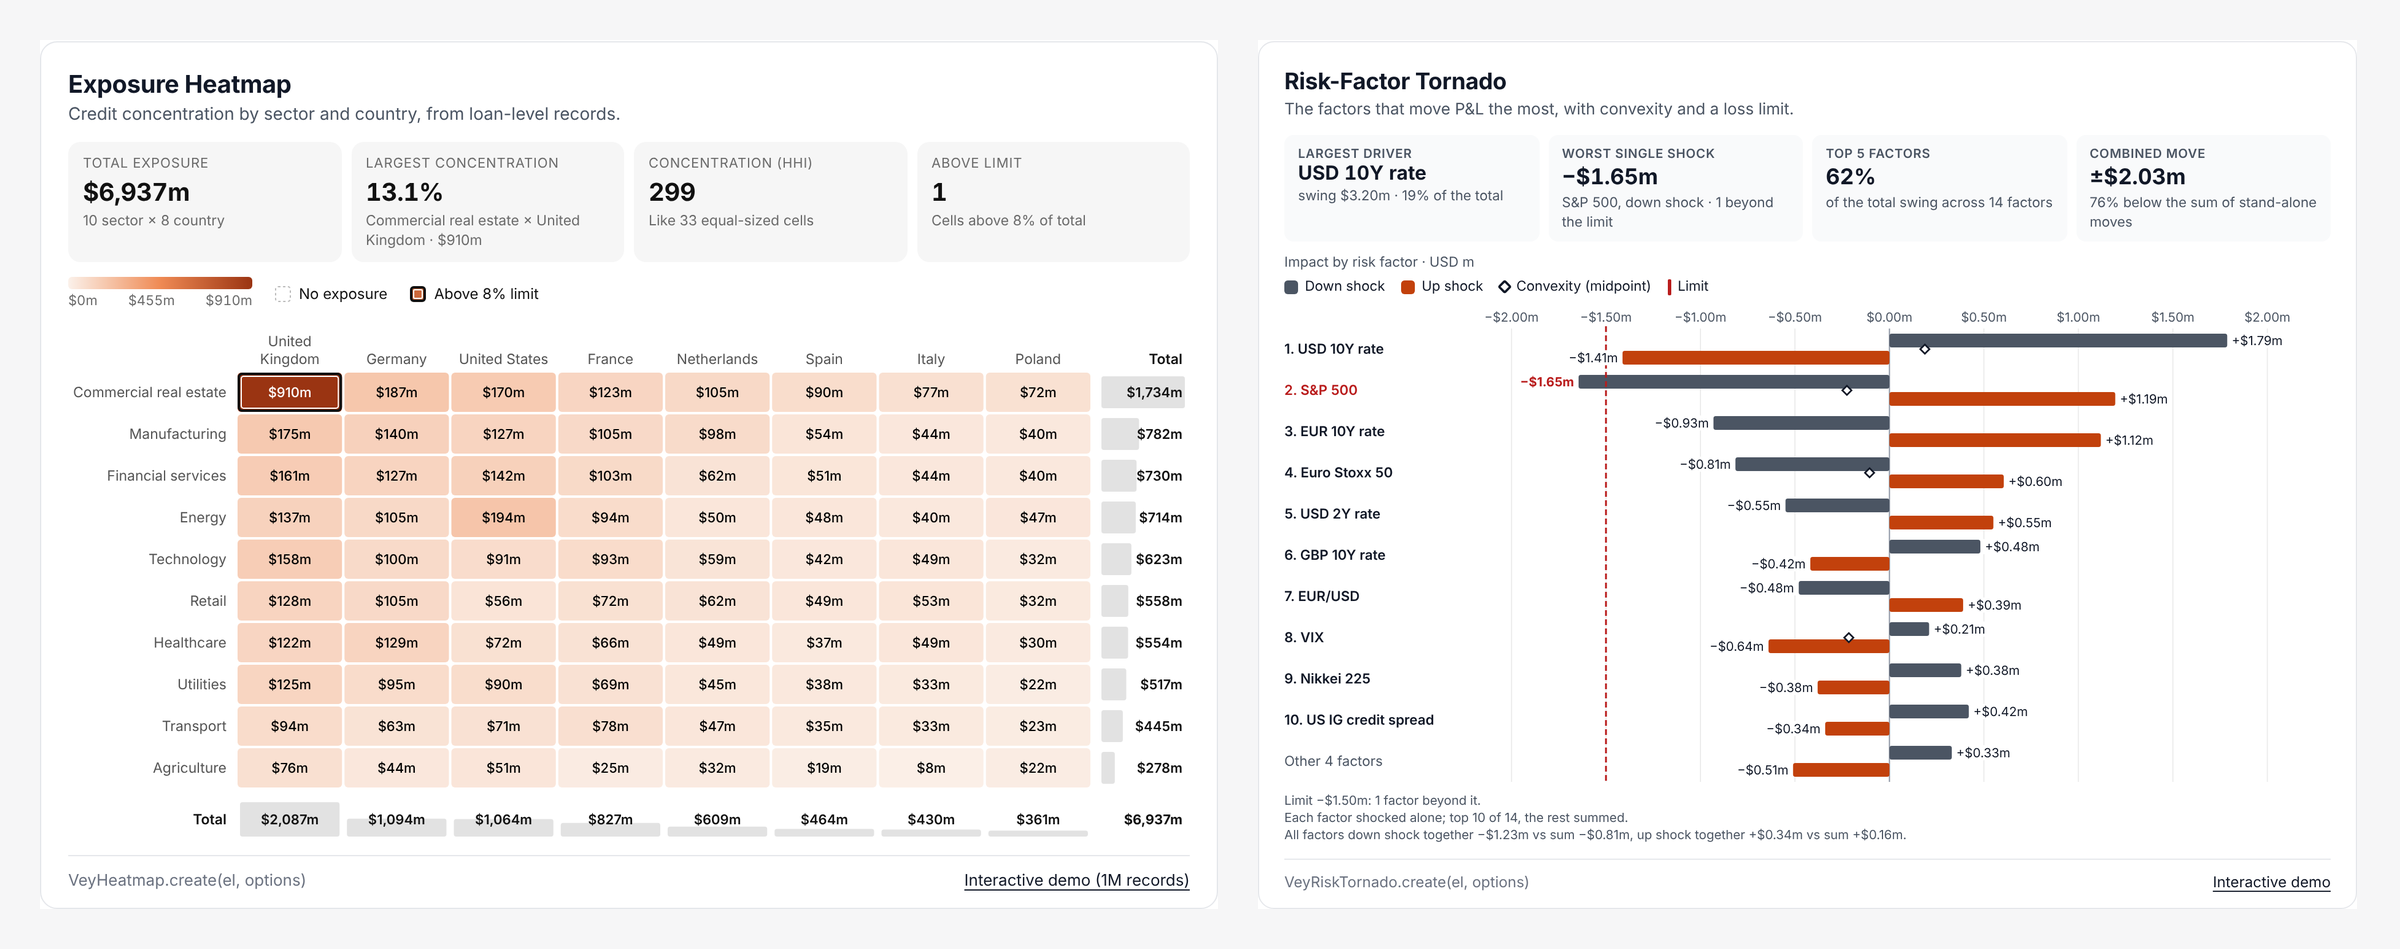 Exposure Heatmap
Credit concentration by sector and country, from loan-level records.
TOTAL EXPOSURE
$6,937m
10 sector × 8 country
LARGEST CONCENTRATION
13.1%
Commercial real estate × United
Kingdom · $910m
CONCENTRATION (HHI)
299
Like 33 equal-sized cells
ABOVE LIMIT
1
Cells above 8% of total
$0m $455m $910m
No exposure
Above 8% limit
United
Kingdom Germany United States France Netherlands Spain Italy Poland Total
Commercial real estate $910m $187m $170m $123m $105m $90m $77m $72m $1,734m
Manufacturing $175m $140m $127m $105m $98m $54m $44m $40m $782m
Financial services $161m $127m $142m $103m $62m $51m $44m $40m $730m
Energy $137m $105m $194m $94m $50m $48m $40m $47m $714m
Technology $158m $100m $91m $93m $59m $42m $49m $32m $623m
Retail $128m $105m $56m $72m $62m $49m $53m $32m $558m
Healthcare $122m $129m $72m $66m $49m $37m $49m $30m $554m
Utilities $125m $95m $90m $69m $45m $38m $33m $22m $517m
Transport $94m $63m $71m $78m $47m $35m $33m $23m $445m
Agriculture $76m $44m $51m $25m $32m $19m $8m $22m $278m
Total $2,087m $1,094m $1,064m $827m $609m $464m $430m $361m $6,937m
VeyHeatmap.create(el, options)
Interactive demo (1M records)
Risk-Factor Tornado
The factors that move P&L the most, with convexity and a loss limit.
LARGEST DRIVER
USD 10Y rate
swing $3.20m · 19% of the total
WORST SINGLE SHOCK
−$1.65m
S&P 500, down shock · 1 beyond
the limit
TOP 5 FACTORS
62%
of the total swing across 14 factors
COMBINED MOVE
±$2.03m
76% below the sum of stand-alone
moves
Impact by risk factor · USD m
Down shock Up shock Convexity (midpoint) Limit
−$2.00m −$1.50m −$1.00m −$0.50m $0.00m $0.50m $1.00m $1.50m $2.00m
1. USD 10Y rate −$1.41m +$1.79m
2. S&P 500 −$1.65m +$1.19m
3. EUR 10Y rate −$0.93m +$1.12m
4. Euro Stoxx 50 −$0.81m +$0.60m
5. USD 2Y rate −$0.55m +$0.55m
6. GBP 10Y rate −$0.42m +$0.48m
7. EUR/USD −$0.48m +$0.39m
8. VIX −$0.64m +$0.21m
9. Nikkei 225 −$0.38m +$0.38m
10. US IG credit spread −$0.34m +$0.42m
Other 4 factors −$0.51m +$0.33m
Limit −$1.50m: 1 factor beyond it.
Each factor shocked alone; top 10 of 14, the rest summed.
All factors down shock together −$1.23m vs sum −$0.81m, up shock together +$0.34m vs sum +$0.16m.
VeyRiskTornado.create(el, options)
Interactive demo